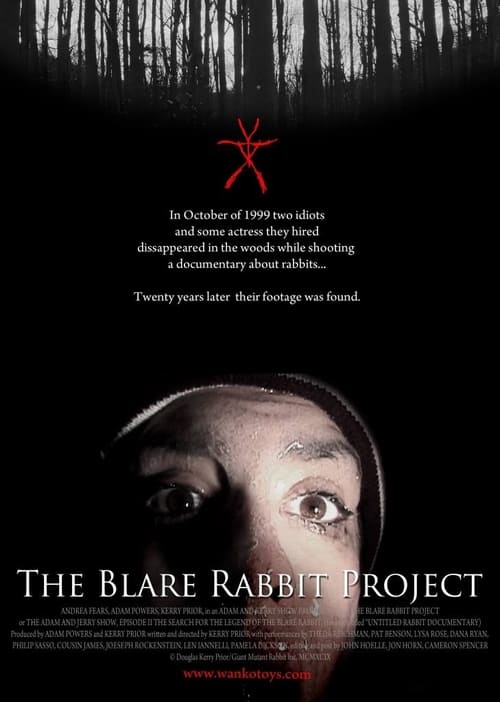 In October of 1999 two idiots
and some actress they hired
dissappeared in the woods while shooting
a documentary about rabbits...
Twenty years later their footage was found.
THE BLARE RABBIT PROJECT
ANDREA FEARS, ADAM POWERS, KERRY PRIOR, in an ADAM AND JERRY SHOW THE BLARE RABBIT PROJECT
or THE ADAM AND JERRY SHOW, EPISODE II THE SEARCH FOR THE LEGEND OF THE BLARE RABBIT, "UNTITLED RABBIT DOCUMENTARY)
Produced by ADAM POWERS and KERRY PRIOR written and directed by KERRY PRIOR with performances by THEDA REICHMAN, PAT BENSON, LYSA ROSE, DANA RYAN,
PHILIP SASSO, COUSIN JAMES, JOESEPH ROCKENSTEIN, LEN IANNELLI, PAMELA DICKSON, edited and post by JOHN HOELLE, JON HORN, CAMERON SPENCER
© Douglas Kerry Prior/Giant Mutant Rabbit Inc. MCMXCIX
www.wankotoys.com